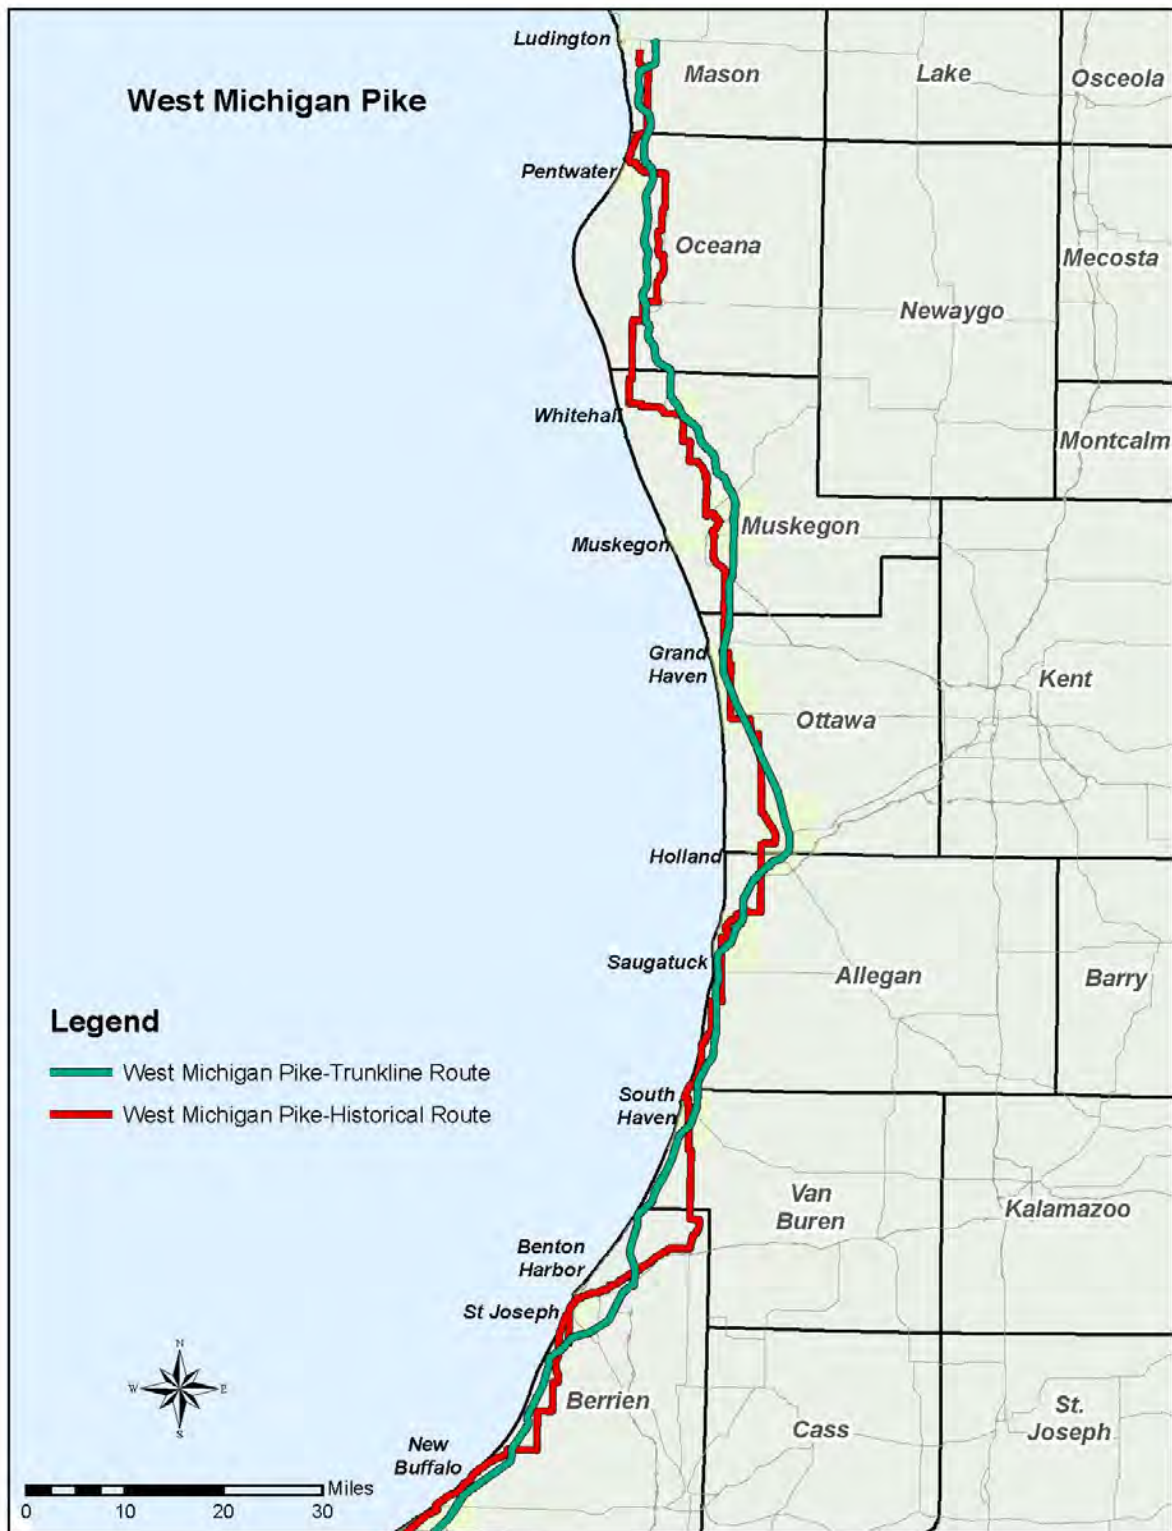 West Michigan Pike
Ludington
Mason
Lake
Osceola
Pentwater
Oceana
Mecosta
Newaygo
Whitehall
Montcalm
Muskegon
Muskegon
Grand
Haven
Kent
Ottawa
Holland
Saugatuck
Allegan
Barry
Legend
West Michigan Pike-Trunkline Route
West Michigan Pike-Historical Route
South
Haven
Van
Buren
Kalamazoo
Benton
Harbor
St Joseph
N
W
E
S
Berrien
Cass
St.
Joseph
New
Buffalo
Miles
0 10 20 30